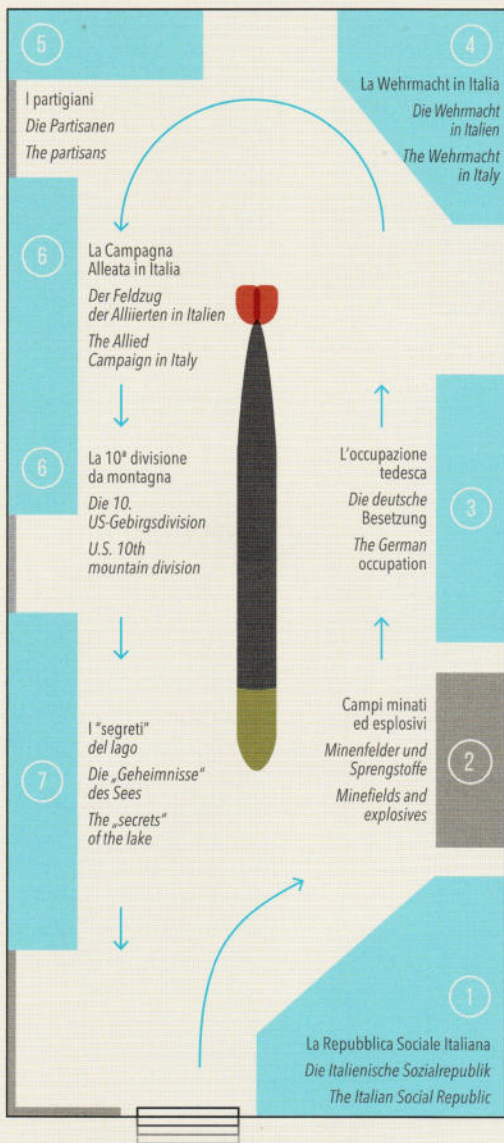 5
I partigiani
Die Partisanen
The partisans
4
La Wehrmacht in Italia
Die Wehrmacht
in Italien
The Wehrmacht
in Italy
6
La Campagna
Alleata in Italia
Der Feldzug
der Alliierten in Italien
The Allied
Campaign in Italy
6
La 10ª divisione
da montagna
Die 10.
US-Gebirgsdivision
U.S. 10th
mountain division
3
L'occupazione
tedesca
Die deutsche
Besetzung
The German
occupation
7
I "segreti"
del lago
Die „Geheimnisse“
des Sees
The „secrets“
of the lake
2
Campi minati
ed esplosivi
Minenfelder und
Sprengstoffe
Minefields and
explosives
1
La Repubblica Sociale Italiana
Die Italienische Sozialrepublik
The Italian Social Republic